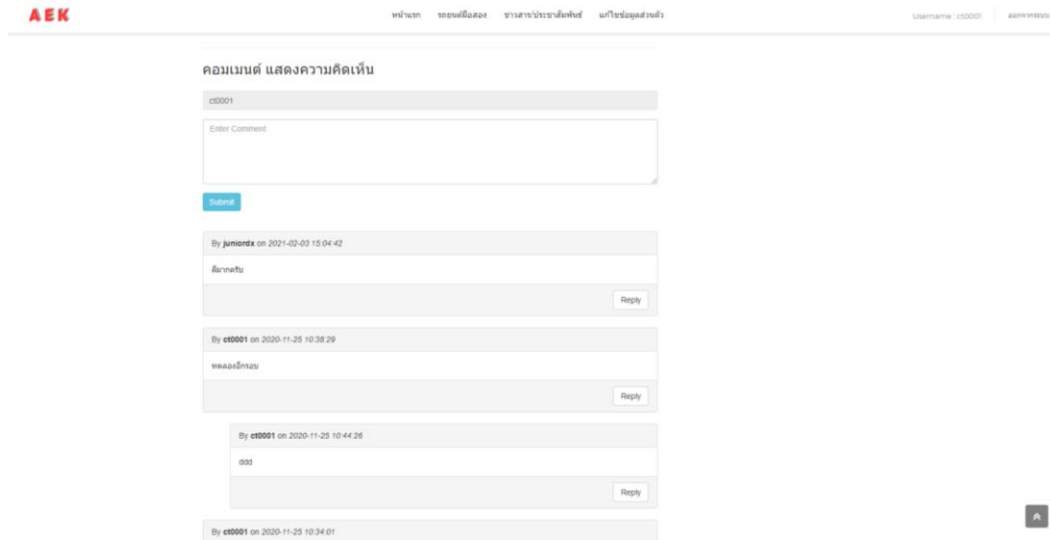 AEK
หน้าแรก รถยนต์มือสอง ข่าวสาร/ประชาสัมพันธ์ แก้ไขข้อมูลส่วนตัว
Username : ct0001 ออกจากระบบ
คอมเมนต์ แสดงความคิดเห็น
ct0001
Enter Comment
Submit
By juniordx on 2021-02-03 15:04:42
ดีมากครับ
Reply
By ct0001 on 2020-11-25 10:38:29
ทดลองอีกรอบ
Reply
By ct0001 on 2020-11-25 10:44:26
ddd
Reply
By ct0001 on 2020-11-25 10:34:01